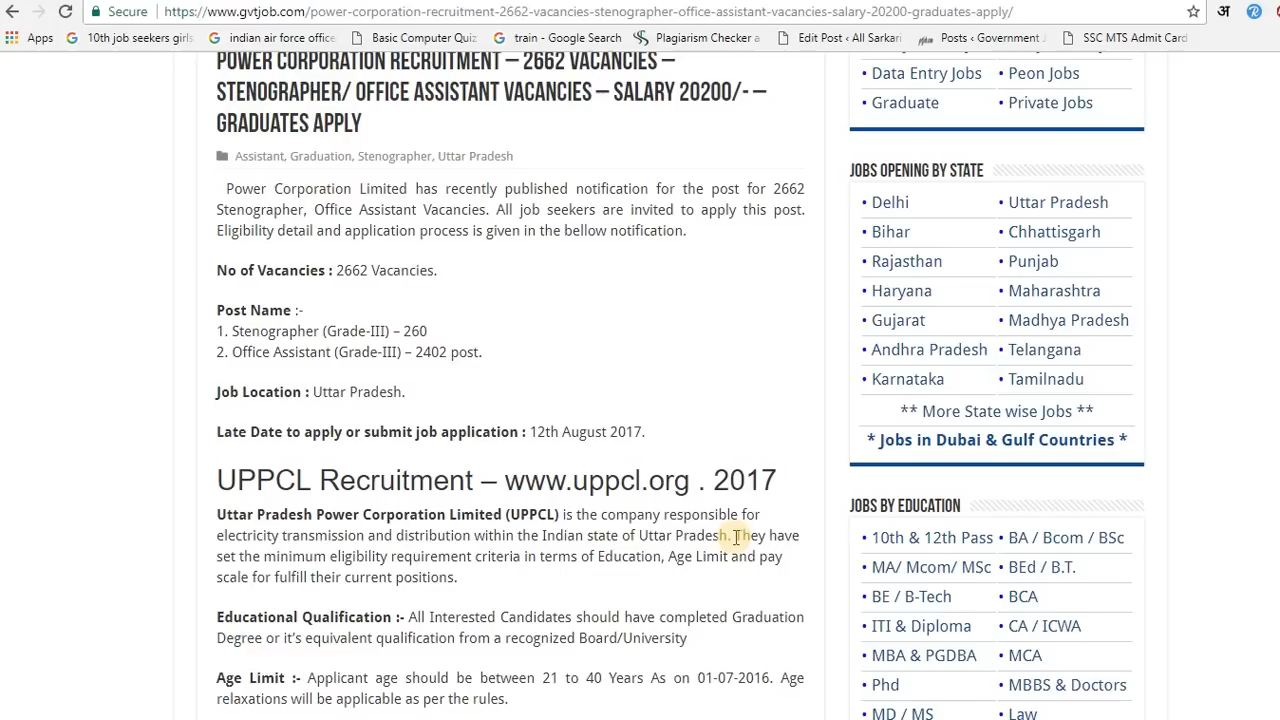 Secure https://www.gvtjob.com/power-corporation-recruitment-2662-vacancies-stenographer-office-assistant-vacancies-salary-20200-graduates-apply/
Apps 10th job seekers girls indian air force office Basic Computer Quiz train - Google Search Plagiarism Checker a Edit Post ‹ All Sarkari Posts ‹ Government J SSC MTS Admit Card
POWER CORPORATION RECRUITMENT – 2662 VACANCIES –
STENOGRAPHER/ OFFICE ASSISTANT VACANCIES – SALARY 20200/- –
GRADUATES APPLY
Assistant, Graduation, Stenographer, Uttar Pradesh
Power Corporation Limited has recently published notification for the post for 2662
Stenographer, Office Assistant Vacancies. All job seekers are invited to apply this post.
Eligibility detail and application process is given in the bellow notification.
No of Vacancies : 2662 Vacancies.
Post Name :-
1. Stenographer (Grade-III) – 260
2. Office Assistant (Grade-III) – 2402 post.
Job Location : Uttar Pradesh.
Late Date to apply or submit job application : 12th August 2017.
UPPCL Recruitment – www.uppcl.org . 2017
Uttar Pradesh Power Corporation Limited (UPPCL) is the company responsible for
electricity transmission and distribution within the Indian state of Uttar Pradesh. They have
set the minimum eligibility requirement criteria in terms of Education, Age Limit and pay
scale for fulfill their current positions.
Educational Qualification :- All Interested Candidates should have completed Graduation
Degree or it's equivalent qualification from a recognized Board/University
Age Limit :- Applicant age should be between 21 to 40 Years As on 01-07-2016. Age
relaxations will be applicable as per the rules.
• Data Entry Jobs • Peon Jobs
• Graduate • Private Jobs
JOBS OPENING BY STATE
• Delhi • Uttar Pradesh
• Bihar • Chhattisgarh
• Rajasthan • Punjab
• Haryana • Maharashtra
• Gujarat • Madhya Pradesh
• Andhra Pradesh • Telangana
• Karnataka • Tamilnadu
** More State wise Jobs **
* Jobs in Dubai & Gulf Countries *
JOBS BY EDUCATION
• 10th & 12th Pass • BA / Bcom / BSc
• MA/ Mcom/ MSc • BEd / B.T.
• BE / B-Tech • BCA
• ITI & Diploma • CA / ICWA
• MBA & PGDBA • MCA
• Phd • MBBS & Doctors
• MD / MS • Law